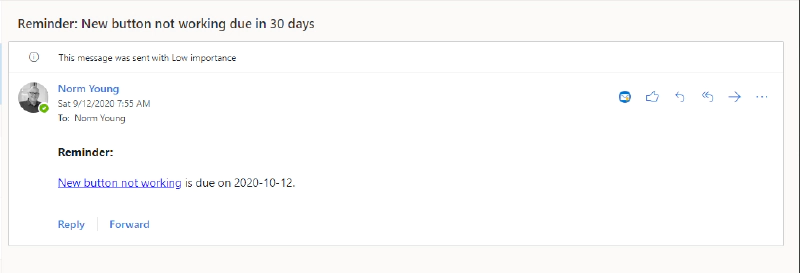 Reminder: New button not working due in 30 days
This message was sent with Low importance
Norm Young
Sat 9/12/2020 7:55 AM
To: Norm Young
Reminder:
New button not working is due on 2020-10-12.
Reply Forward